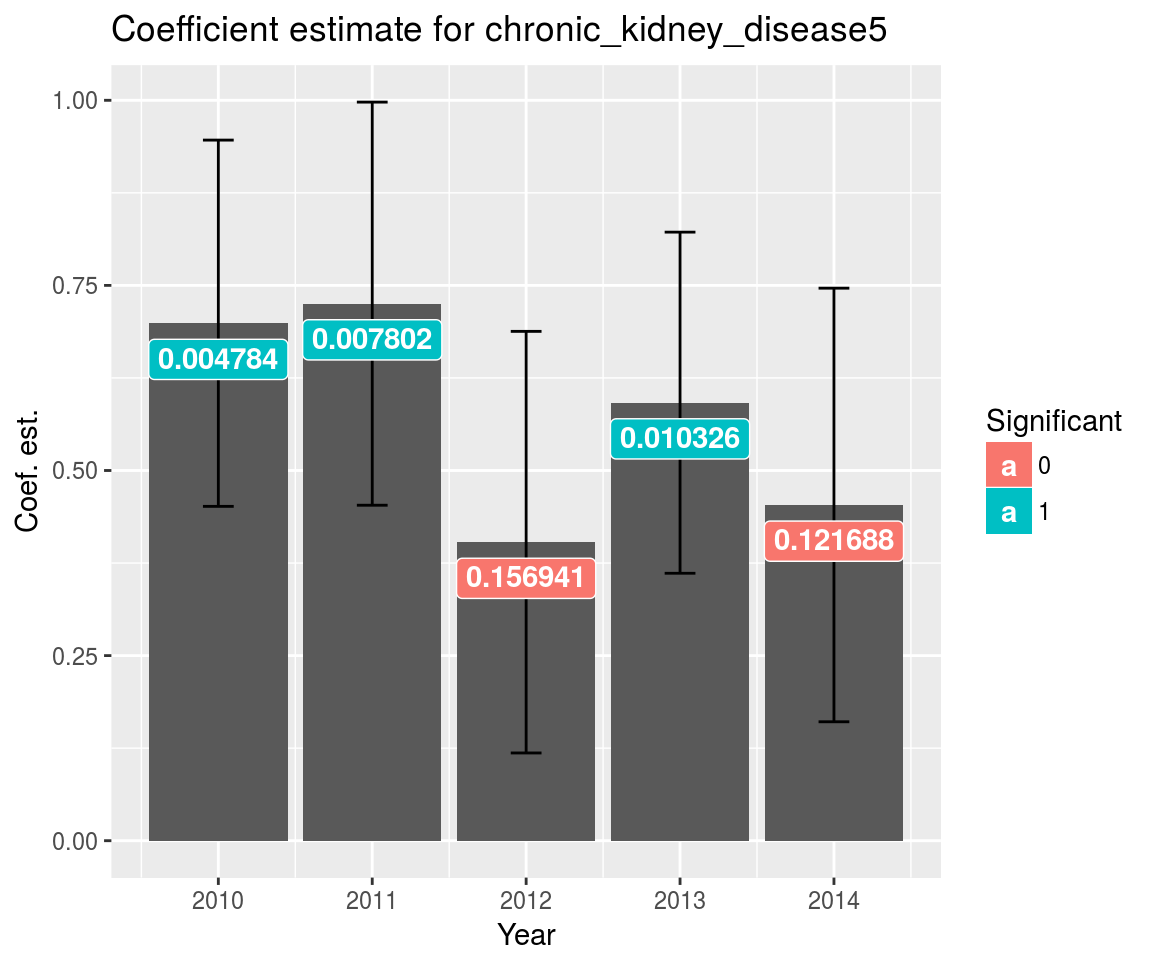 Coefficient estimate for chronic_kidney_disease5
Coef. est.
1.00
0.75
0.50
0.25
0.00
0.004784
0.007802
0.156941
0.010326
0.121688
2010
2011
2012
2013
2014
Year
Significant
a 0
a 1